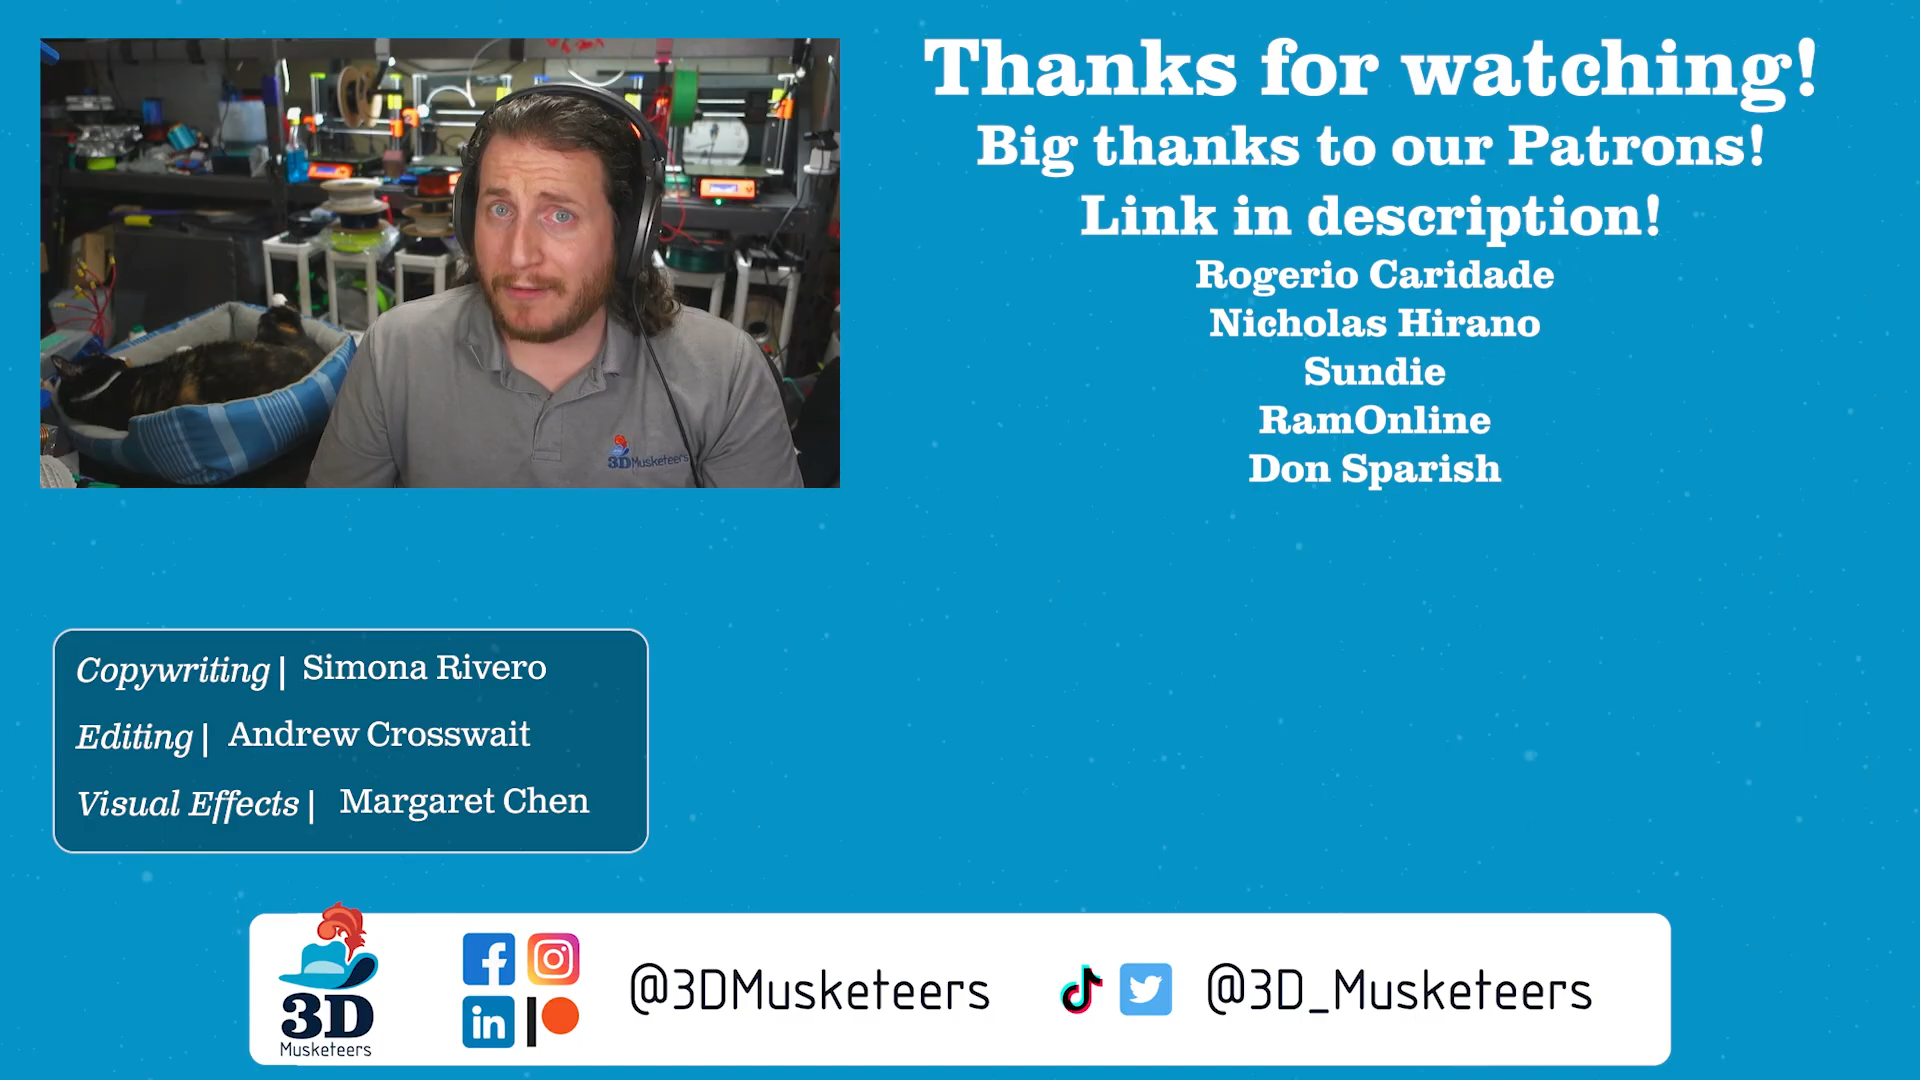 Thanks for watching!
Big thanks to our Patrons!
Link in description!
Rogerio Caridade
Nicholas Hirano
Sundie
RamOnline
Don Sparish
3DMusketeers
Copywriting | Simona Rivero
Editing | Andrew Crosswait
Visual Effects | Margaret Chen
3D
Musketeers
@3DMusketeers
@3D_Musketeers